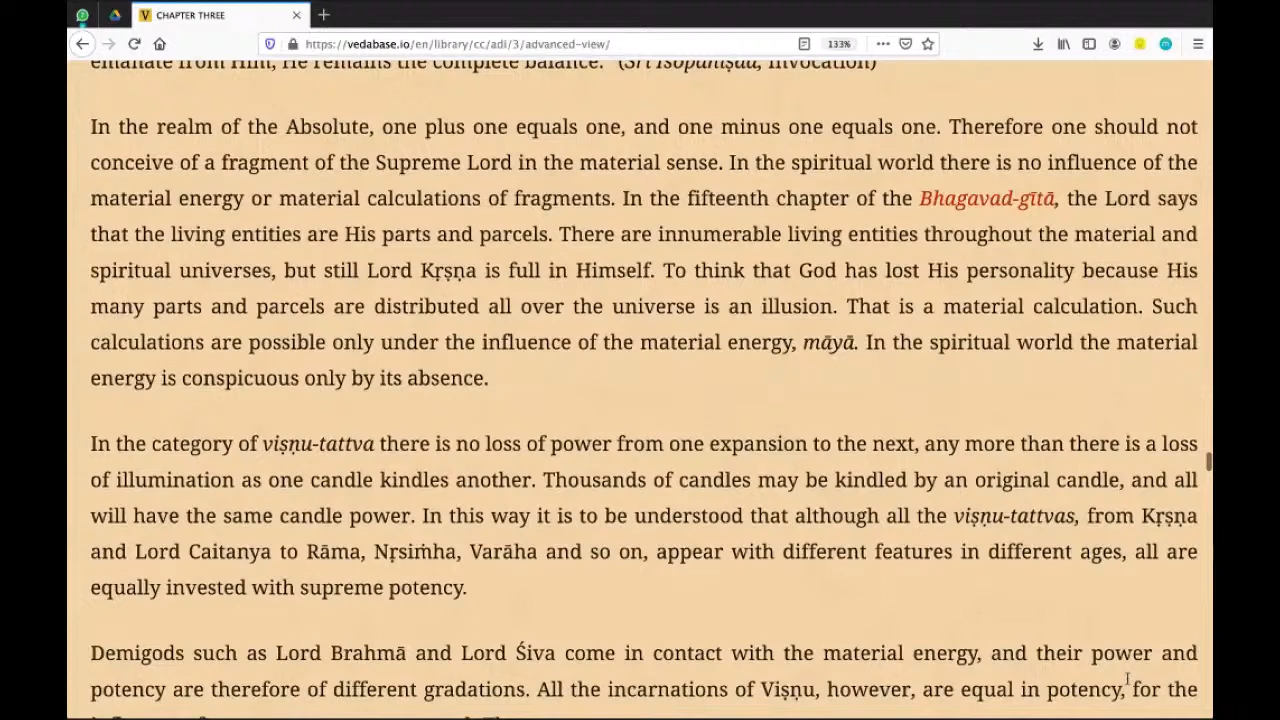 CHAPTER THREE
https://vedabase.io/en/library/cc/adi/3/advanced-view/
133%
emanate from Him, He remains the complete balance." (Śrī Īśopaniṣad, Invocation)
In the realm of the Absolute, one plus one equals one, and one minus one equals one. Therefore one should not
conceive of a fragment of the Supreme Lord in the material sense. In the spiritual world there is no influence of the
material energy or material calculations of fragments. In the fifteenth chapter of the Bhagavad-gītā, the Lord says
that the living entities are His parts and parcels. There are innumerable living entities throughout the material and
spiritual universes, but still Lord Kṛṣṇa is full in Himself. To think that God has lost His personality because His
many parts and parcels are distributed all over the universe is an illusion. That is a material calculation. Such
calculations are possible only under the influence of the material energy, māyā. In the spiritual world the material
energy is conspicuous only by its absence.
In the category of viṣṇu-tattva there is no loss of power from one expansion to the next, any more than there is a loss
of illumination as one candle kindles another. Thousands of candles may be kindled by an original candle, and all
will have the same candle power. In this way it is to be understood that although all the viṣṇu-tattvas, from Kṛṣṇa
and Lord Caitanya to Rāma, Nṛsiṁha, Varāha and so on, appear with different features in different ages, all are
equally invested with supreme potency.
Demigods such as Lord Brahmā and Lord Śiva come in contact with the material energy, and their power and
potency are therefore of different gradations. All the incarnations of Viṣṇu, however, are equal in potency, for the